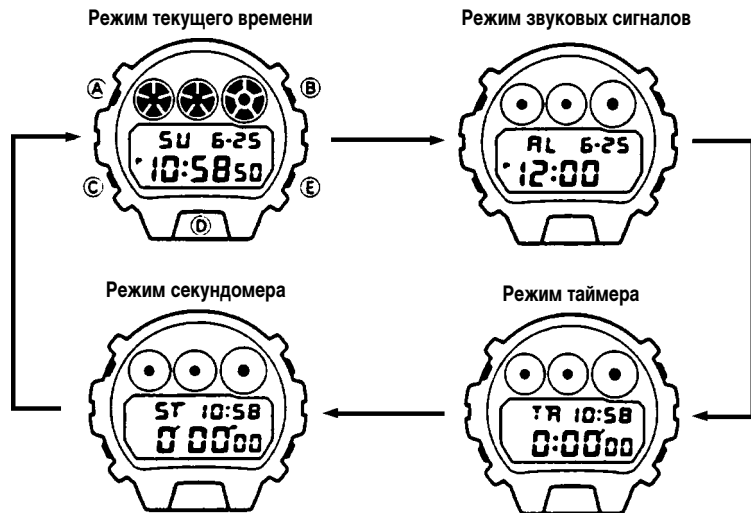 Режим текущего времени
Режим звуковых сигналов
A
B
SU 6-25
10:58 50
C
E
D
AL 6-25
12:00
Режим секундомера
Режим таймера
ST 10:58
0'00"00
TR 10:58
0:00 00